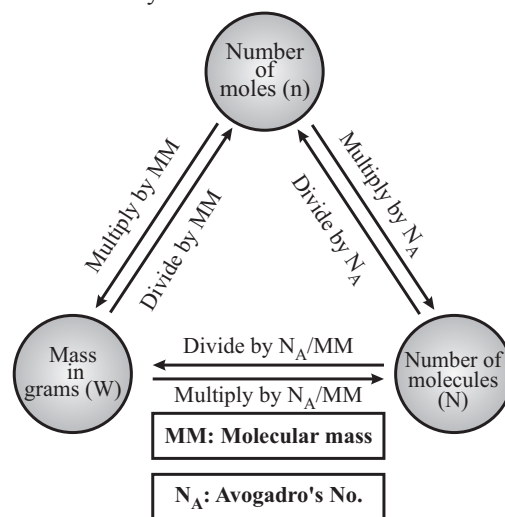 Number
of
moles (n)
Multiply by MM
Divide by MM
Divide by N_A
Multiply by N_A
Mass
in
grams (W)
Divide by N_A/MM
Multiply by N_A/MM
Number of
molecules
(N)
MM: Molecular mass
N_A: Avogadro's No.